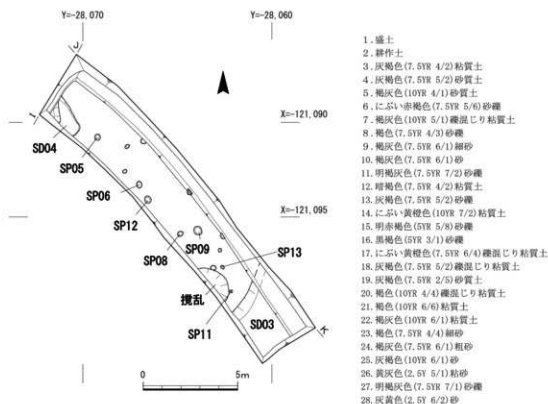 Y=-28,070
Y=-28,060
J
I
X=-121,090
SD04
SP05
SP06
SP12
X=-121,095
SP08
SP09
SP13
攪乱
SP11
SD03
K
0
5m
1.盛土
2.耕作土
3.灰褐色(7.5YR 4/2)粘質土
4.灰褐色(7.5YR 5/2)砂質土
5.褐灰色(10YR 4/1)砂質土
6.にぶい赤褐色(7.5YR 5/6)砂礫
7.褐灰色(10YR 5/1)礫混じり粘質土
8.褐色(7.5YR 4/3)砂礫
9.褐灰色(7.5YR 6/1)細砂
10.褐灰色(7.5YR 6/1)砂
11.明褐灰色(7.5YR 7/2)砂礫
12.暗褐色(7.5YR 4/2)粘質土
13.灰褐色(7.5YR 5/2)砂礫
14.にぶい黄橙色(10YR 7/2)粘質土
15.明赤褐色(5YR 5/8)砂礫
16.黒褐色(5YR 3/1)砂礫
17.にぶい黄橙色(7.5YR 6/4)礫混じり粘質土
18.灰褐色(7.5YR 5/2)礫混じり粘質土
19.灰褐色(7.5YR 2/5)砂質土
20.褐色(10YR 4/4)礫混じり粘質土
21.褐色(10YR 6/6)粘質土
22.褐灰色(10YR 6/1)粘質土
23.褐色(7.5YR 4/4)細砂
24.褐灰色(7.5YR 6/1)粗砂
25.灰褐色(10YR 6/1)砂
26.黄灰色(2.5Y 5/1)粘砂
27.明褐灰色(7.5YR 7/1)砂礫
28.灰黄色(2.5Y 6/2)砂